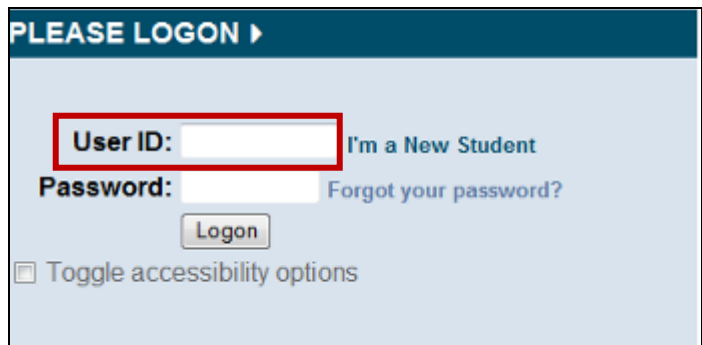 PLEASE LOGON ▸
User ID: I'm a New Student
Password: Forgot your password?
Logon
Toggle accessibility options